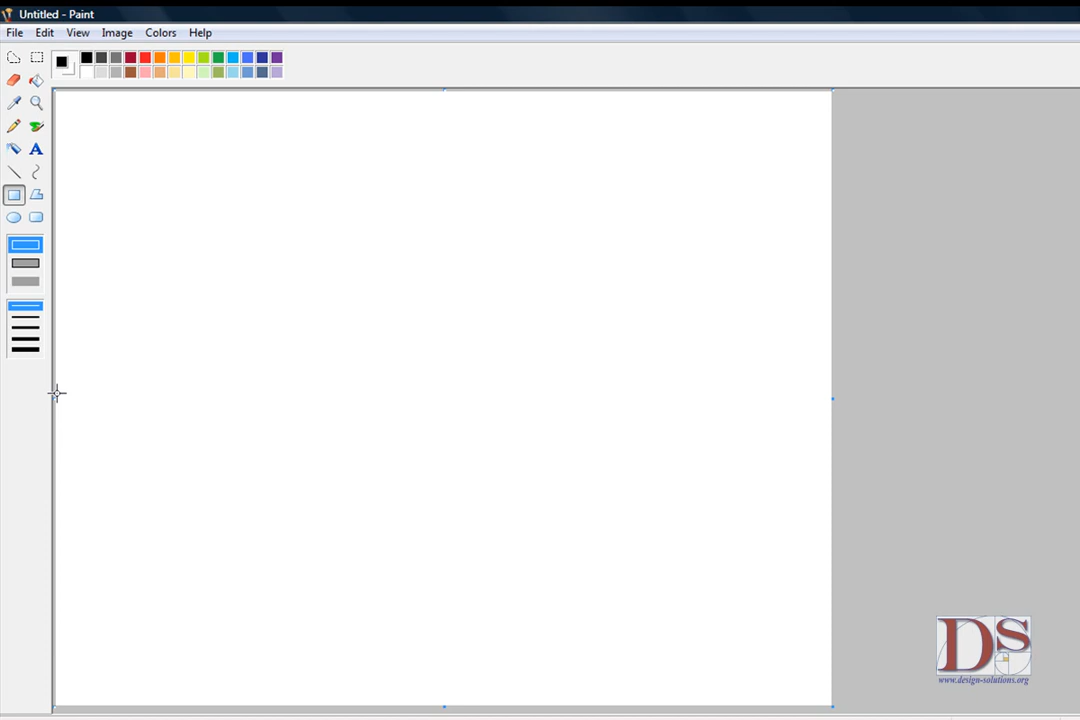 Untitled - Paint
File Edit View Image Colors Help
A
DS
www.design-solutions.org